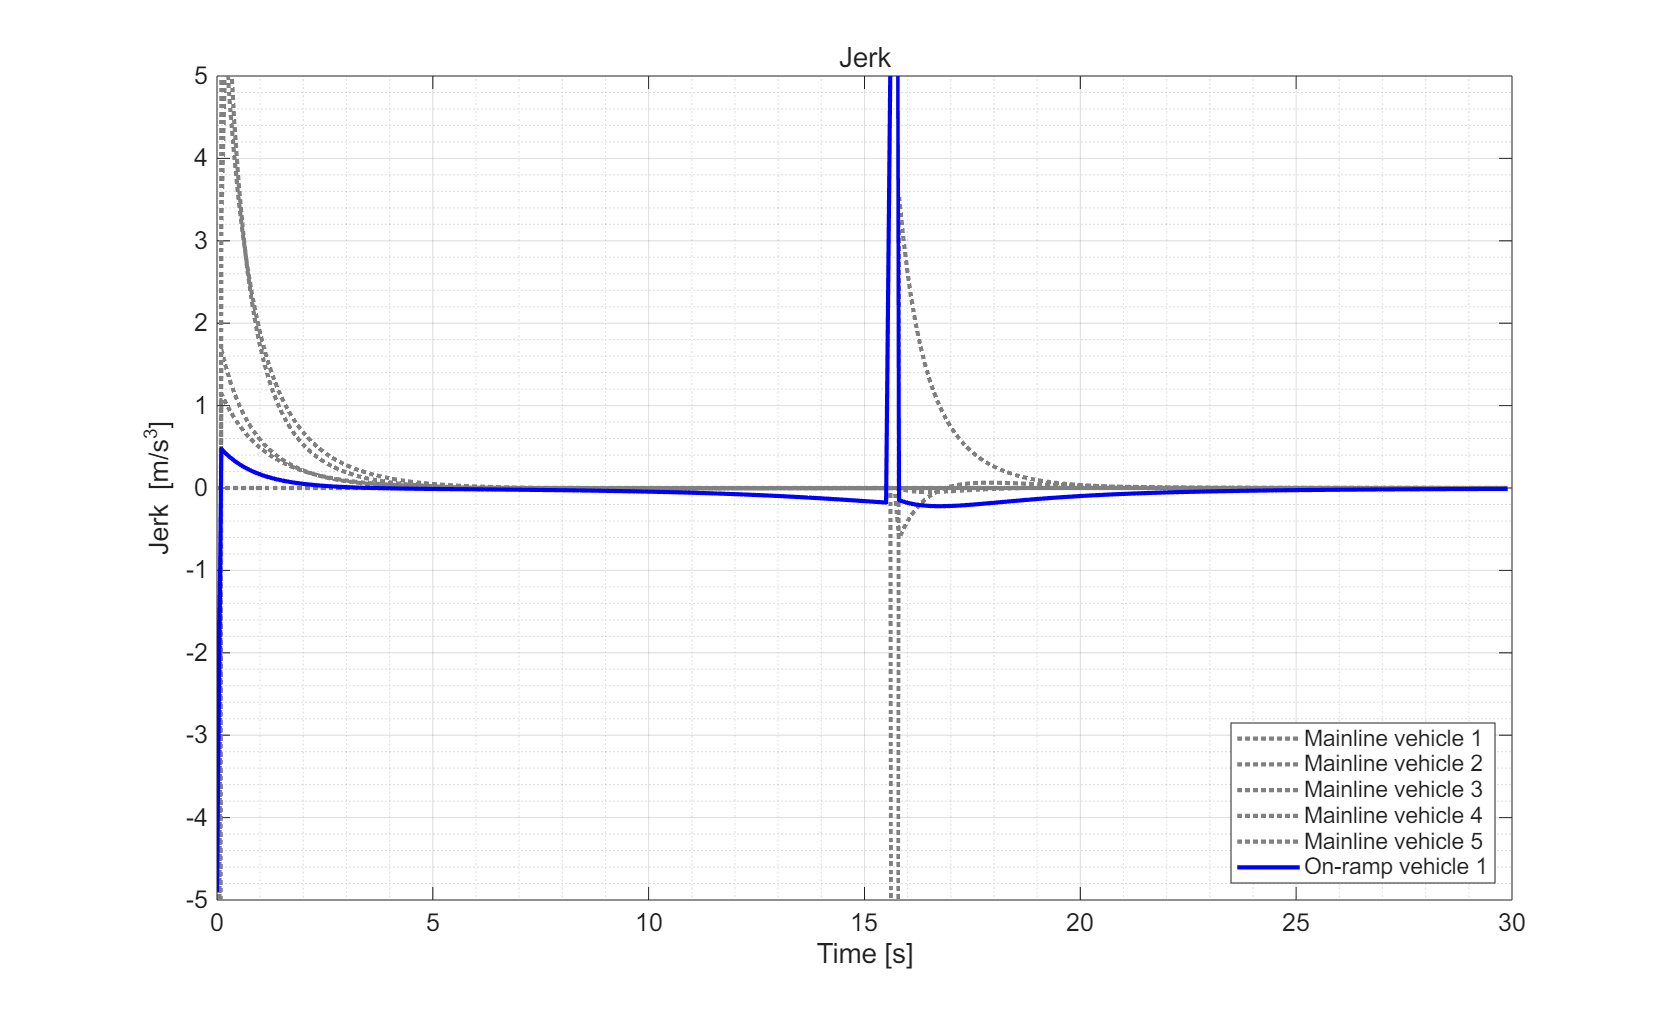 Jerk
5
4
3
2
1
0
-1
-2
-3
-4
-5
Jerk [m/s³]
0 5 10 15 20 25 30
Time [s]
Mainline vehicle 1
Mainline vehicle 2
Mainline vehicle 3
Mainline vehicle 4
Mainline vehicle 5
On-ramp vehicle 1